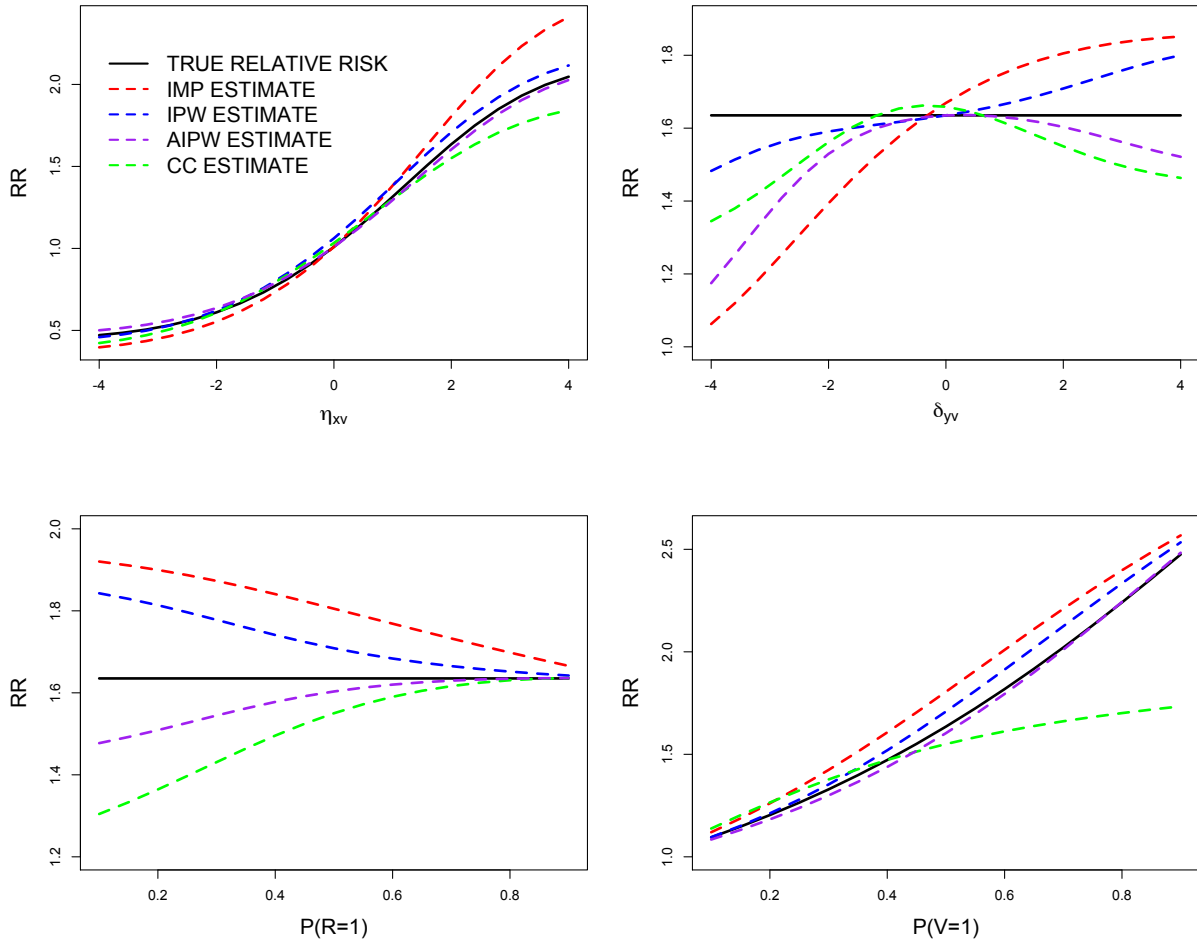 RR
2.0
1.5
1.0
0.5
TRUE RELATIVE RISK
IMP ESTIMATE
IPW ESTIMATE
AIPW ESTIMATE
CC ESTIMATE
-4 -2 0 2 4
ηxv
RR
1.8
1.6
1.4
1.2
1.0
-4 -2 0 2 4
δyv
RR
2.0
1.8
1.6
1.4
1.2
0.2 0.4 0.6 0.8
P(R=1)
RR
2.5
2.0
1.5
1.0
0.2 0.4 0.6 0.8
P(V=1)